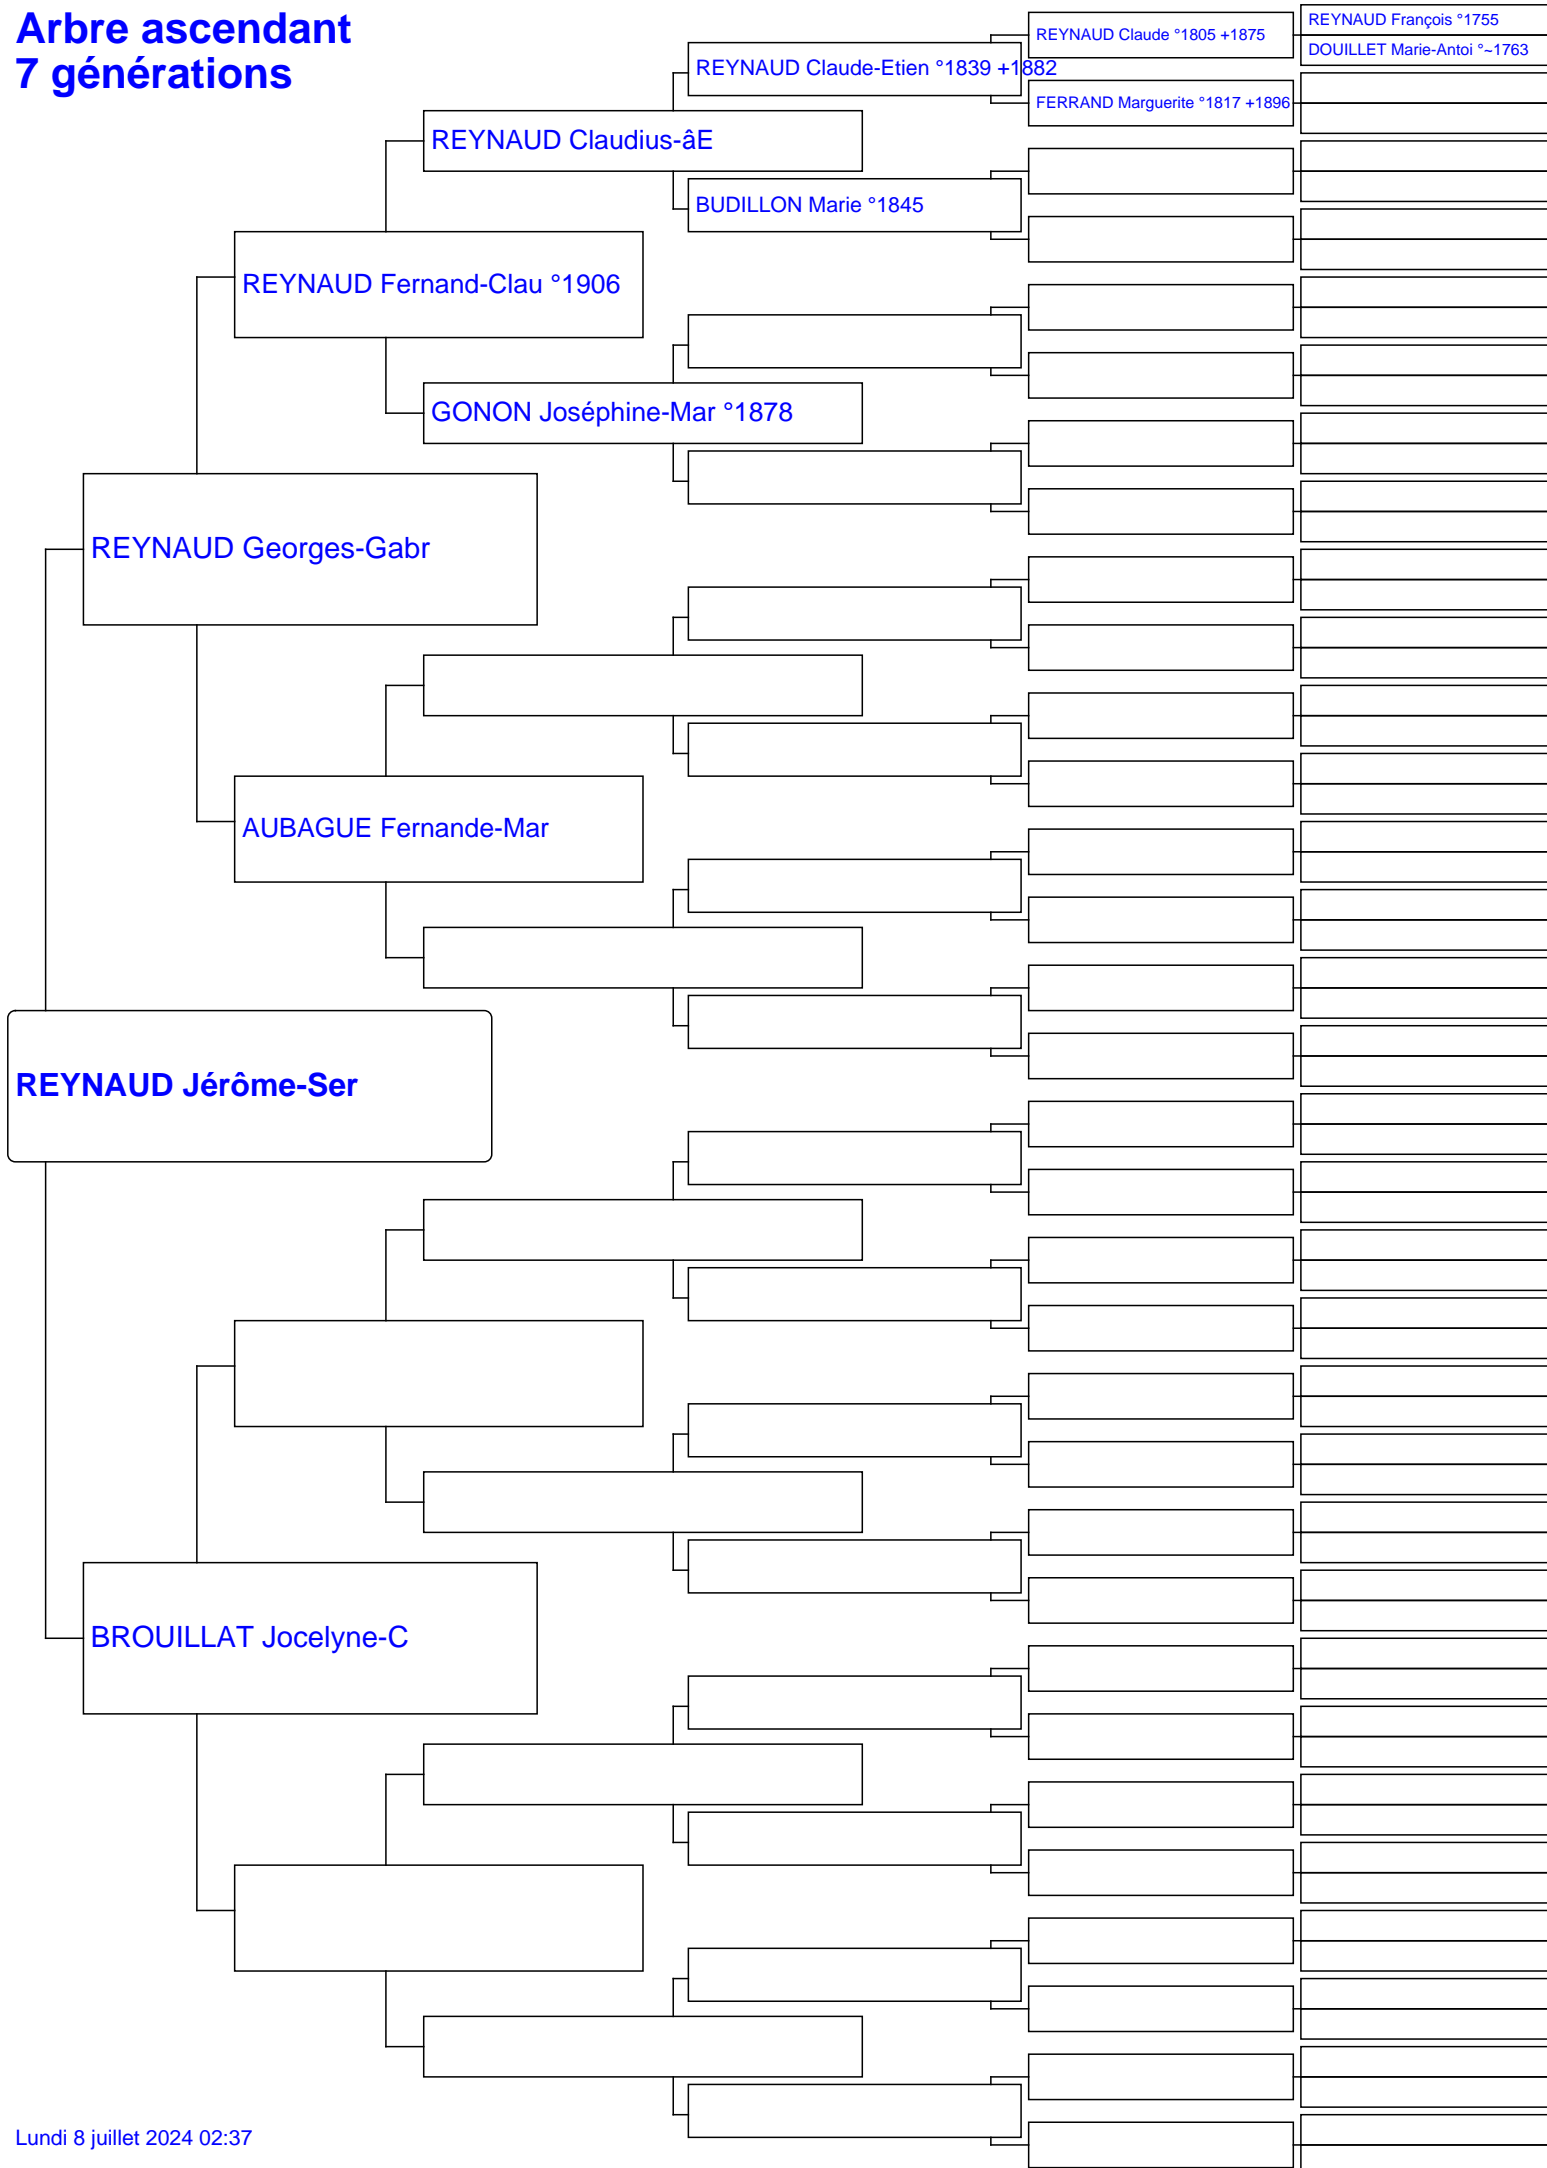 Arbre ascendant
7 générations
REYNAUD François °1755
DOUILLET Marie-Antoi °~1763
REYNAUD Claude °1805 +1875
REYNAUD Claude-Etien °1839 +1882
FERRAND Marguerite °1817 +1896
REYNAUD Claudius-âE
BUDILLON Marie °1845
REYNAUD Fernand-Clau °1906
GONON Joséphine-Mar °1878
REYNAUD Georges-Gabr
AUBAGUE Fernande-Mar
REYNAUD Jérôme-Ser
BROUILLAT Jocelyne-C
Lundi 8 juillet 2024 02:37